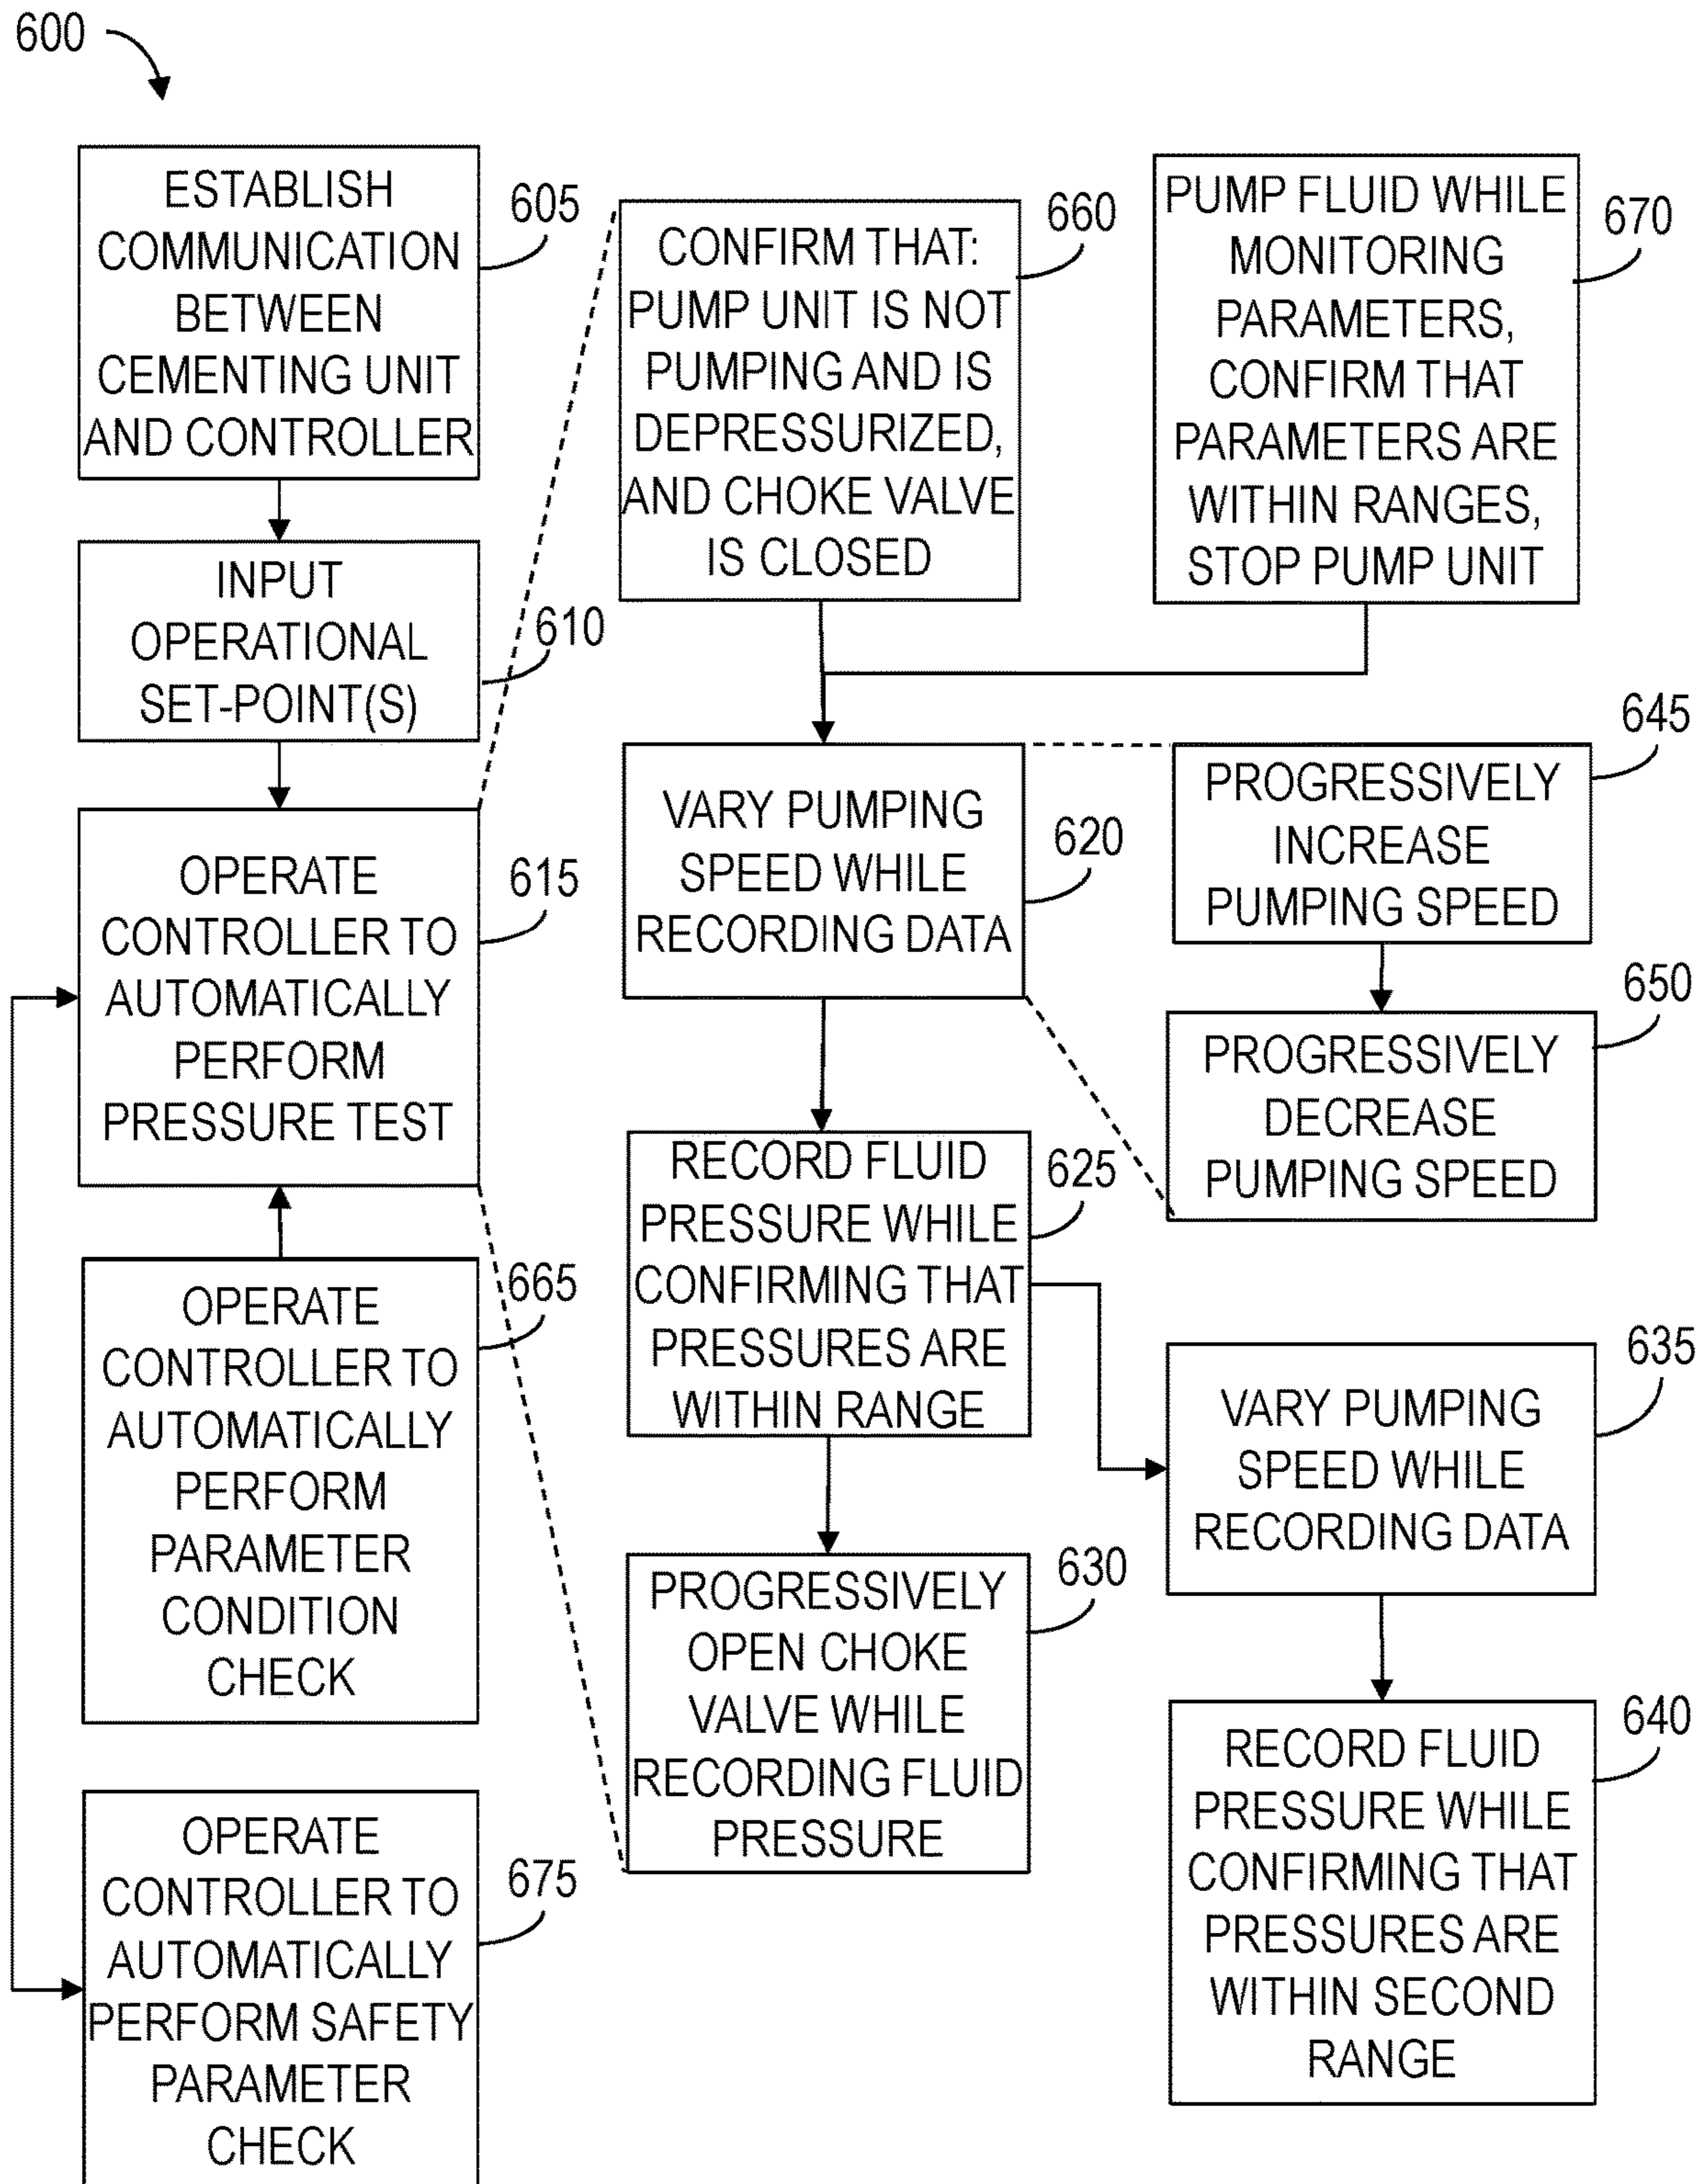 600
ESTABLISH
COMMUNICATION
BETWEEN
CEMENTING UNIT
AND CONTROLLER
605
INPUT
OPERATIONAL
SET-POINT(S)
610
OPERATE
CONTROLLER TO
AUTOMATICALLY
PERFORM
PRESSURE TEST
615
OPERATE
CONTROLLER TO
AUTOMATICALLY
PERFORM
PARAMETER
CONDITION
CHECK
665
OPERATE
CONTROLLER TO
AUTOMATICALLY
PERFORM SAFETY
PARAMETER
CHECK
675
CONFIRM THAT:
PUMP UNIT IS NOT
PUMPING AND IS
DEPRESSURIZED,
AND CHOKE VALVE
IS CLOSED
660
PUMP FLUID WHILE
MONITORING
PARAMETERS,
CONFIRM THAT
PARAMETERS ARE
WITHIN RANGES,
STOP PUMP UNIT
670
VARY PUMPING
SPEED WHILE
RECORDING DATA
620
PROGRESSIVELY
INCREASE
PUMPING SPEED
645
PROGRESSIVELY
DECREASE
PUMPING SPEED
650
RECORD FLUID
PRESSURE WHILE
CONFIRMING THAT
PRESSURES ARE
WITHIN RANGE
625
PROGRESSIVELY
OPEN CHOKE
VALVE WHILE
RECORDING FLUID
PRESSURE
630
VARY PUMPING
SPEED WHILE
RECORDING DATA
635
RECORD FLUID
PRESSURE WHILE
CONFIRMING THAT
PRESSURES ARE
WITHIN SECOND
RANGE
640